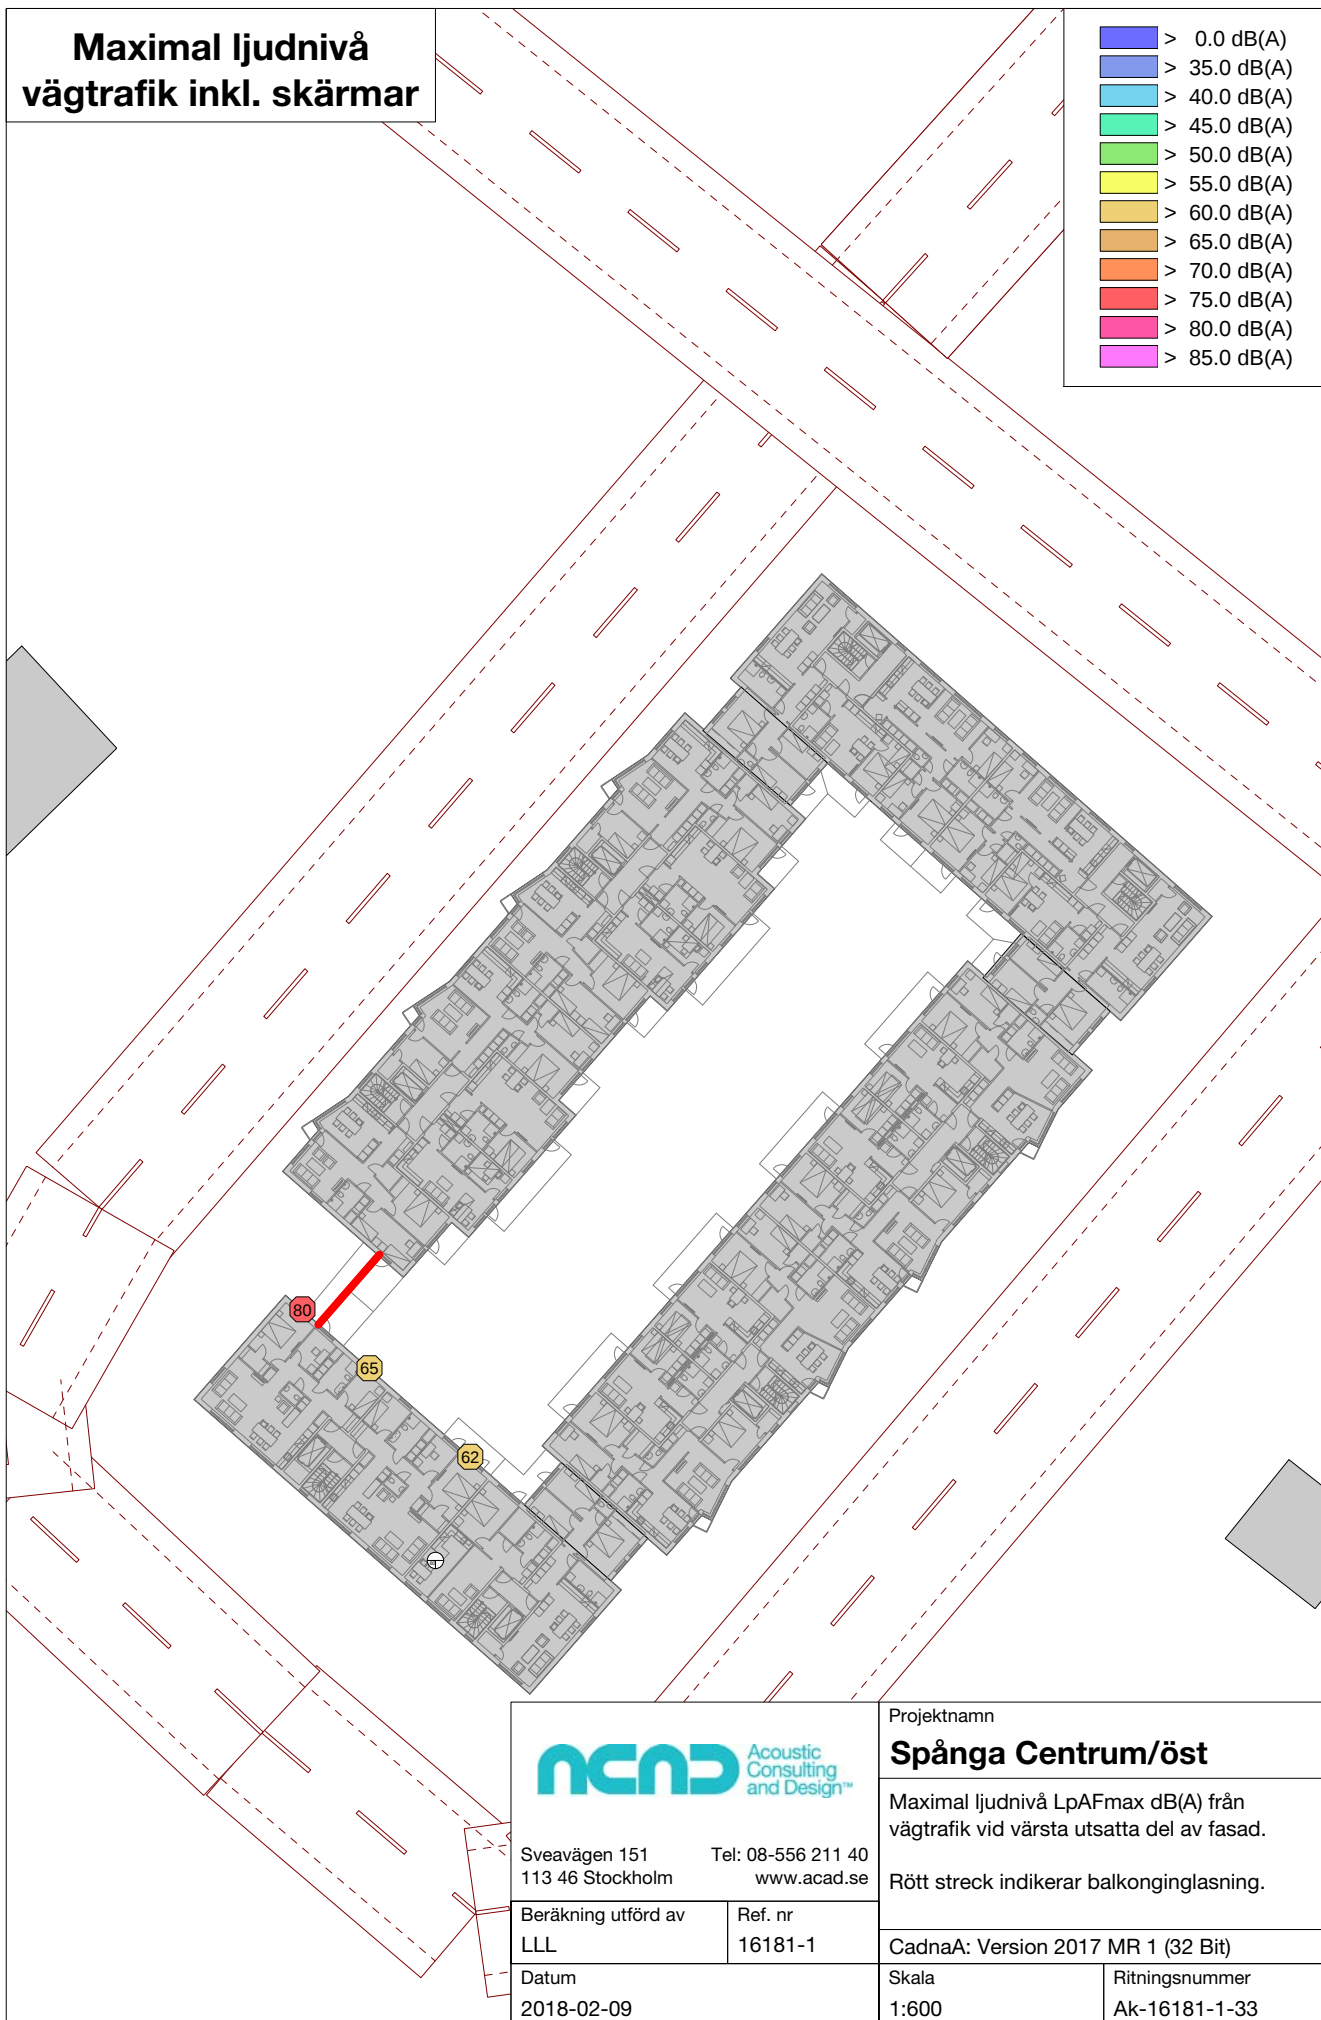 Maximal ljudnivå
vägtrafik inkl. skärmar
> 0.0 dB(A)
> 35.0 dB(A)
> 40.0 dB(A)
> 45.0 dB(A)
> 50.0 dB(A)
> 55.0 dB(A)
> 60.0 dB(A)
> 65.0 dB(A)
> 70.0 dB(A)
> 75.0 dB(A)
> 80.0 dB(A)
> 85.0 dB(A)
80
65
62
ACAD
Acoustic
Consulting
and Design™
Sveavägen 151
113 46 Stockholm
Tel: 08-556 211 40
www.acad.se
Beräkning utförd av
LLL
Ref. nr
16181-1
Datum
2018-02-09
Projektnamn
Spånga Centrum/öst
Maximal ljudnivå LpAFmax dB(A) från
vägtrafik vid värsta utsatta del av fasad.
Rött streck indikerar balkonginglasning.
CadnaA: Version 2017 MR 1 (32 Bit)
Skala
1:600
Ritningsnummer
Ak-16181-1-33